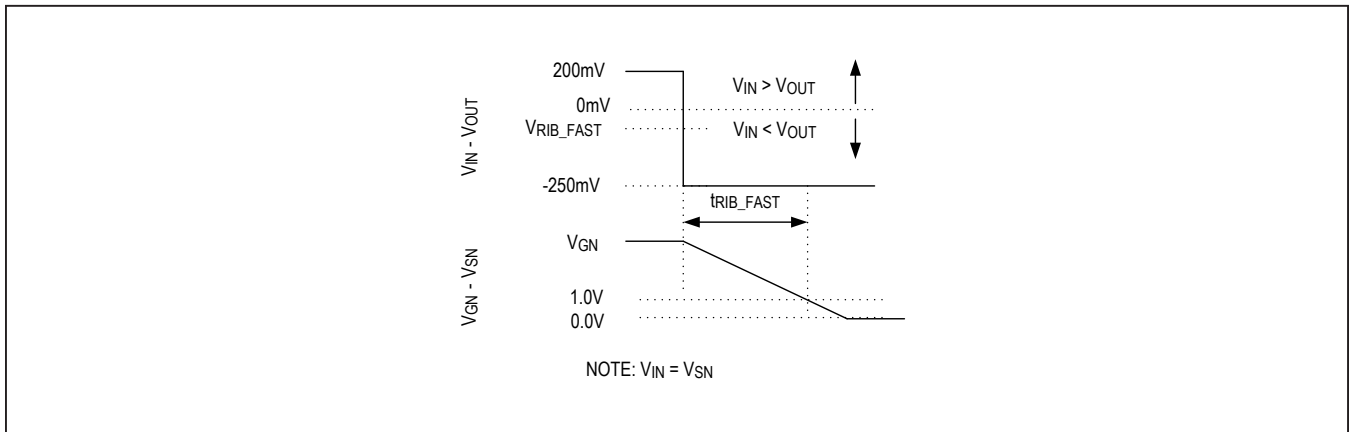 200mV
VIN > VOUT
0mV
VRIB_FAST
VIN < VOUT
VIN - VOUT
-250mV
tRIB_FAST
VGN
VGN - VSN
1.0V
0.0V
NOTE: VIN = VSN